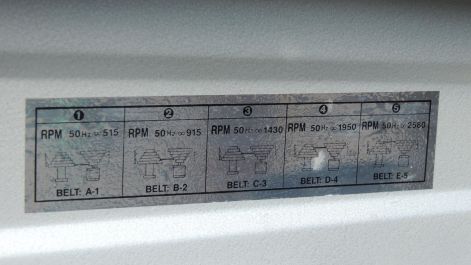 1 2 3 4 5
RPM 50Hz∞515 RPM 50Hz∞915 RPM 50Hz∞1430 RPM 50Hz∞1950 RPM 50Hz∞2560
BELT: A-1 BELT: B-2 BELT: C-3 BELT: D-4 BELT: E-5